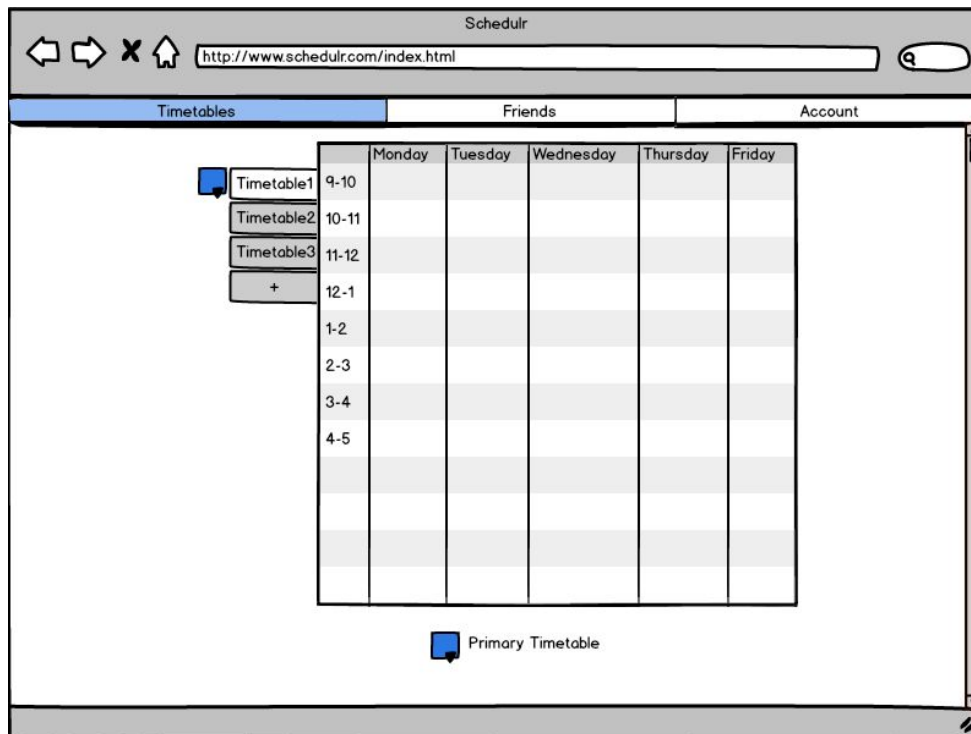 Schedulr
http://www.schedulr.com/index.html
Timetables Friends Account
Monday Tuesday Wednesday Thursday Friday
Timetable1 9-10
Timetable2 10-11
Timetable3 11-12
+ 12-1
1-2
2-3
3-4
4-5
Primary Timetable